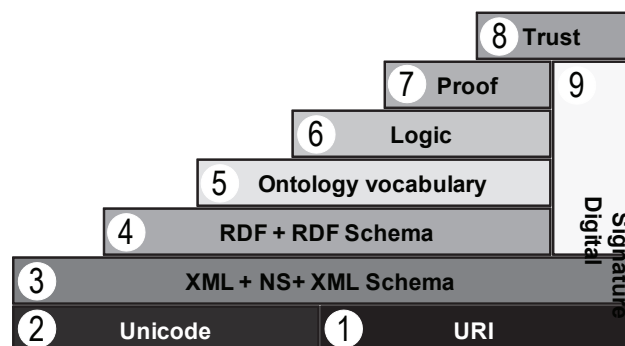 8 Trust
7 Proof
9
6 Logic
5 Ontology vocabulary
4 RDF + RDF Schema
Digital
Signature
3 XML + NS+ XML Schema
2 Unicode
1 URI